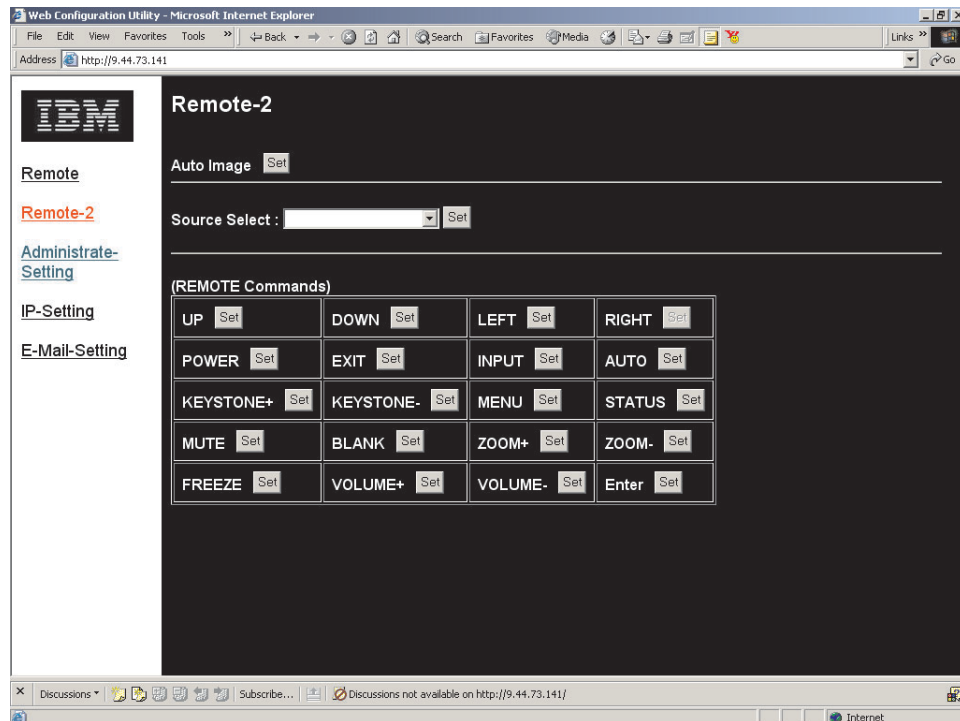 Web Configuration Utility - Microsoft Internet Explorer
File Edit View Favorites Tools » Back Search Favorites Media Links »
Address http://9.44.73.141 Go
IBM
Remote
Remote-2
Administrate-
Setting
IP-Setting
E-Mail-Setting
Remote-2
Auto Image Set
Source Select : Set
(REMOTE Commands)
UP Set DOWN Set LEFT Set RIGHT Set
POWER Set EXIT Set INPUT Set AUTO Set
KEYSTONE+ Set KEYSTONE- Set MENU Set STATUS Set
MUTE Set BLANK Set ZOOM+ Set ZOOM- Set
FREEZE Set VOLUME+ Set VOLUME- Set Enter Set
Discussions Subscribe... Discussions not available on http://9.44.73.141/
Internet